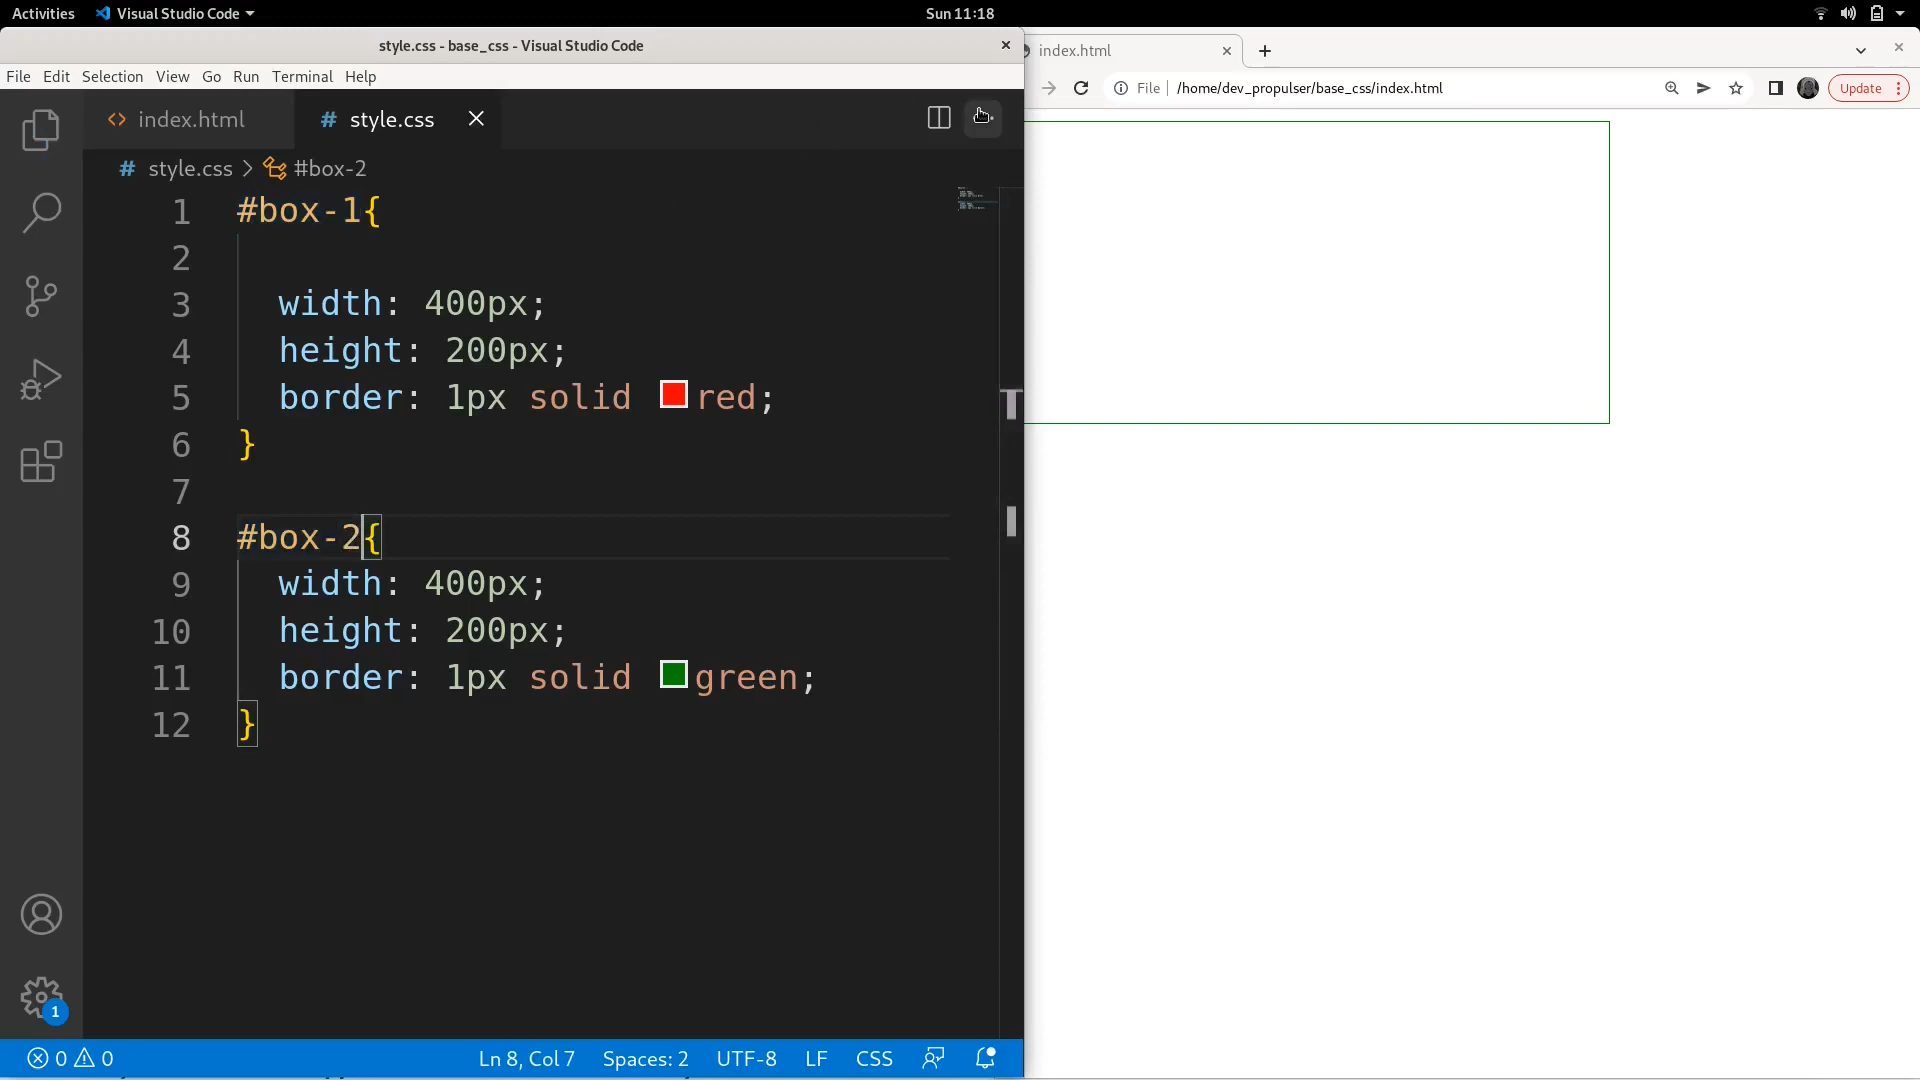 Activities Visual Studio Code Sun 11:18
style.css - base_css - Visual Studio Code
File Edit Selection View Go Run Terminal Help
index.html
style.css
style.css > #box-2
1 #box-1{
2
3 width: 400px;
4 height: 200px;
5 border: 1px solid red;
6 }
7
8 #box-2{
9 width: 400px;
10 height: 200px;
11 border: 1px solid green;
12 }
1
0 0 Ln 8, Col 7 Spaces: 2 UTF-8 LF CSS
index.html
File /home/dev_propulser/base_css/index.html Update